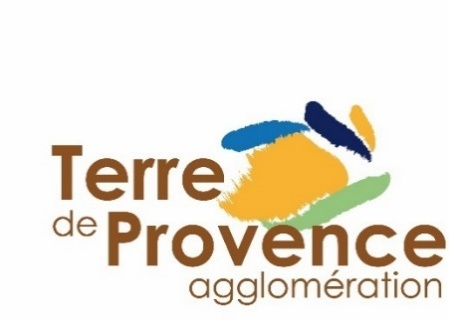 Terre
de Provence
agglomération